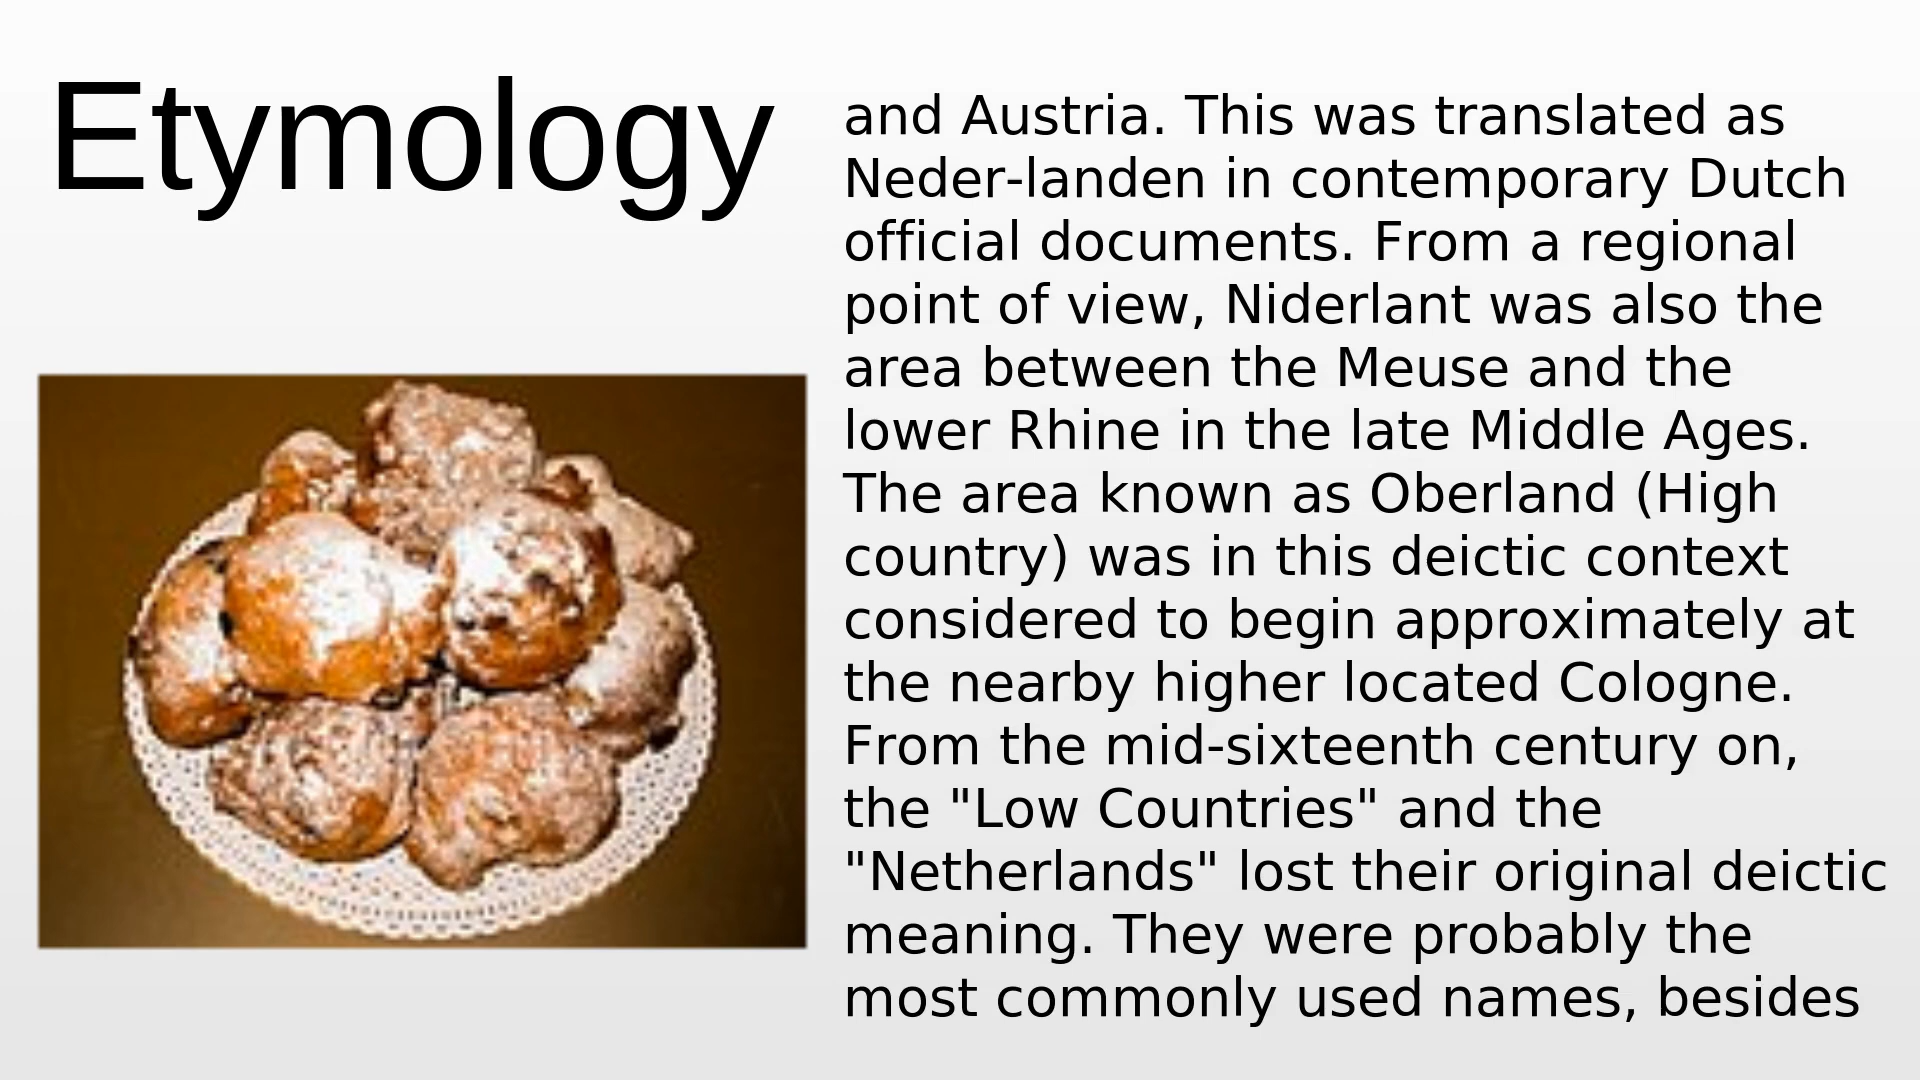 Etymology
and Austria. This was translated as
Neder-landen in contemporary Dutch
official documents. From a regional
point of view, Niderlant was also the
area between the Meuse and the
lower Rhine in the late Middle Ages.
The area known as Oberland (High
country) was in this deictic context
considered to begin approximately at
the nearby higher located Cologne.
From the mid-sixteenth century on,
the "Low Countries" and the
"Netherlands" lost their original deictic
meaning. They were probably the
most commonly used names, besides